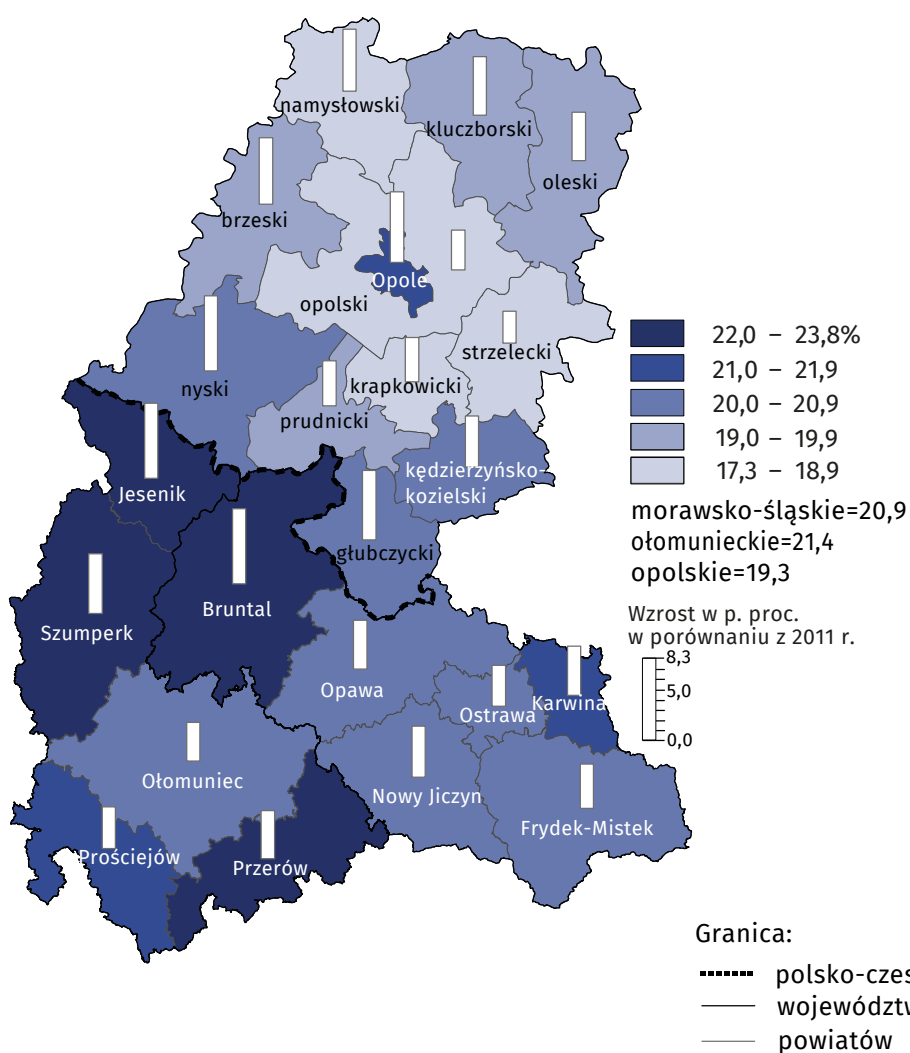 namysłowski
kluczborski
oleski
brzeski
Opole
opolski
strzelecki
nyski
krapkowicki
prudnicki
kędzierzyńsko-
kozielski
Jesenik
głubczycki
Szumperk
Bruntal
Opawa
Ostrawa
Karwina
Ołomuniec
Nowy Jiczyn
Frydek-Mistek
Prościejów
Przerów
22,0 – 23,8%
21,0 – 21,9
20,0 – 20,9
19,0 – 19,9
17,3 – 18,9
morawsko-śląskie=20,9
ołomunieckie=21,4
opolskie=19,3
Wzrost w p. proc.
w porównaniu z 2011 r.
8,3
5,0
0,0
Granica:
polsko-czes
województw
powiatów